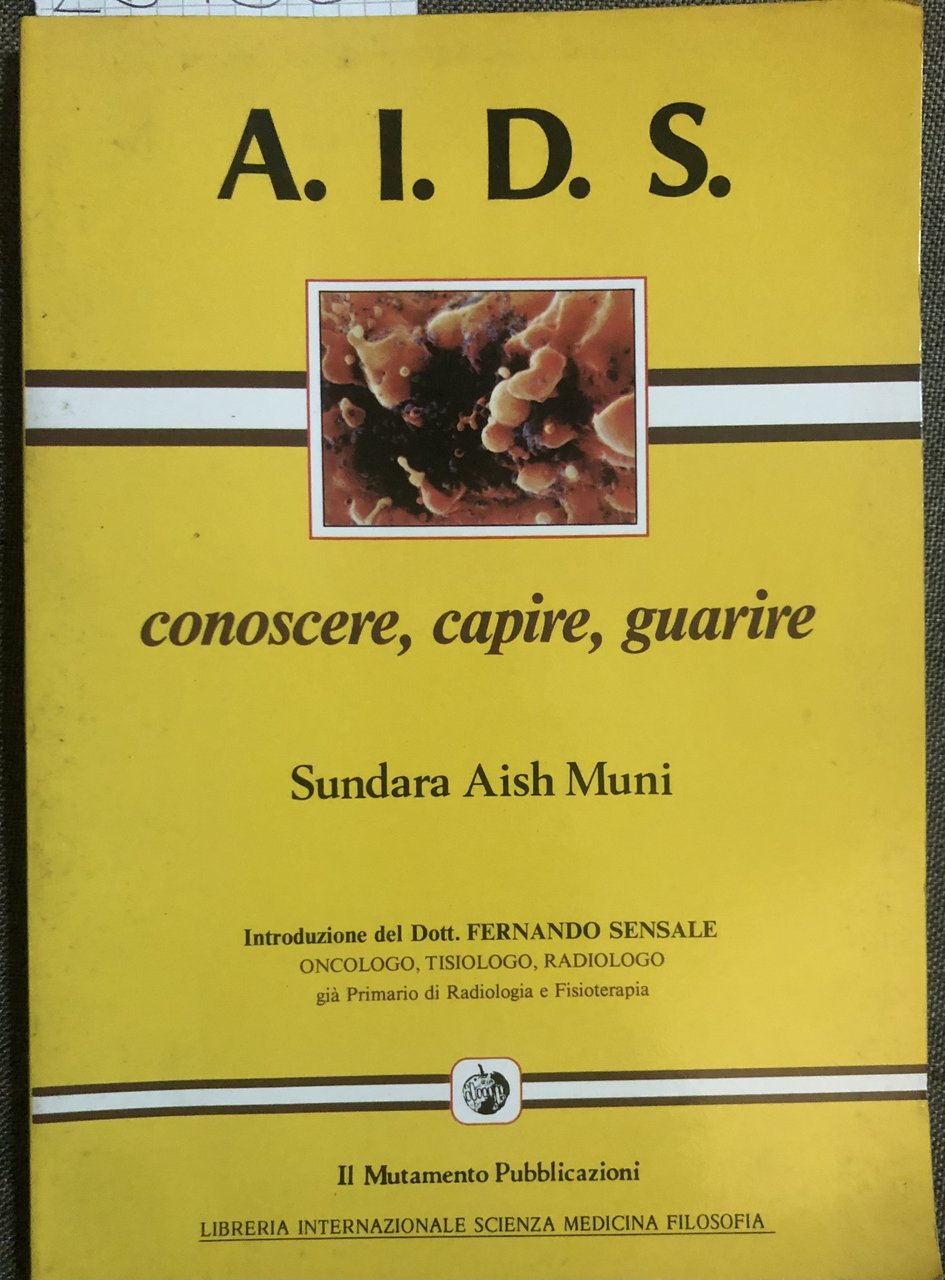 A. I. D. S.
conoscere, capire, guarire
Sundara Aish Muni
Introduzione del Dott. FERNANDO SENSALE
ONCOLOGO, TISIOLOGO, RADIOLOGO
già Primario di Radiologia e Fisioterapia
Il Mutamento Pubblicazioni
LIBRERIA INTERNAZIONALE SCIENZA MEDICINA FILOSOFIA